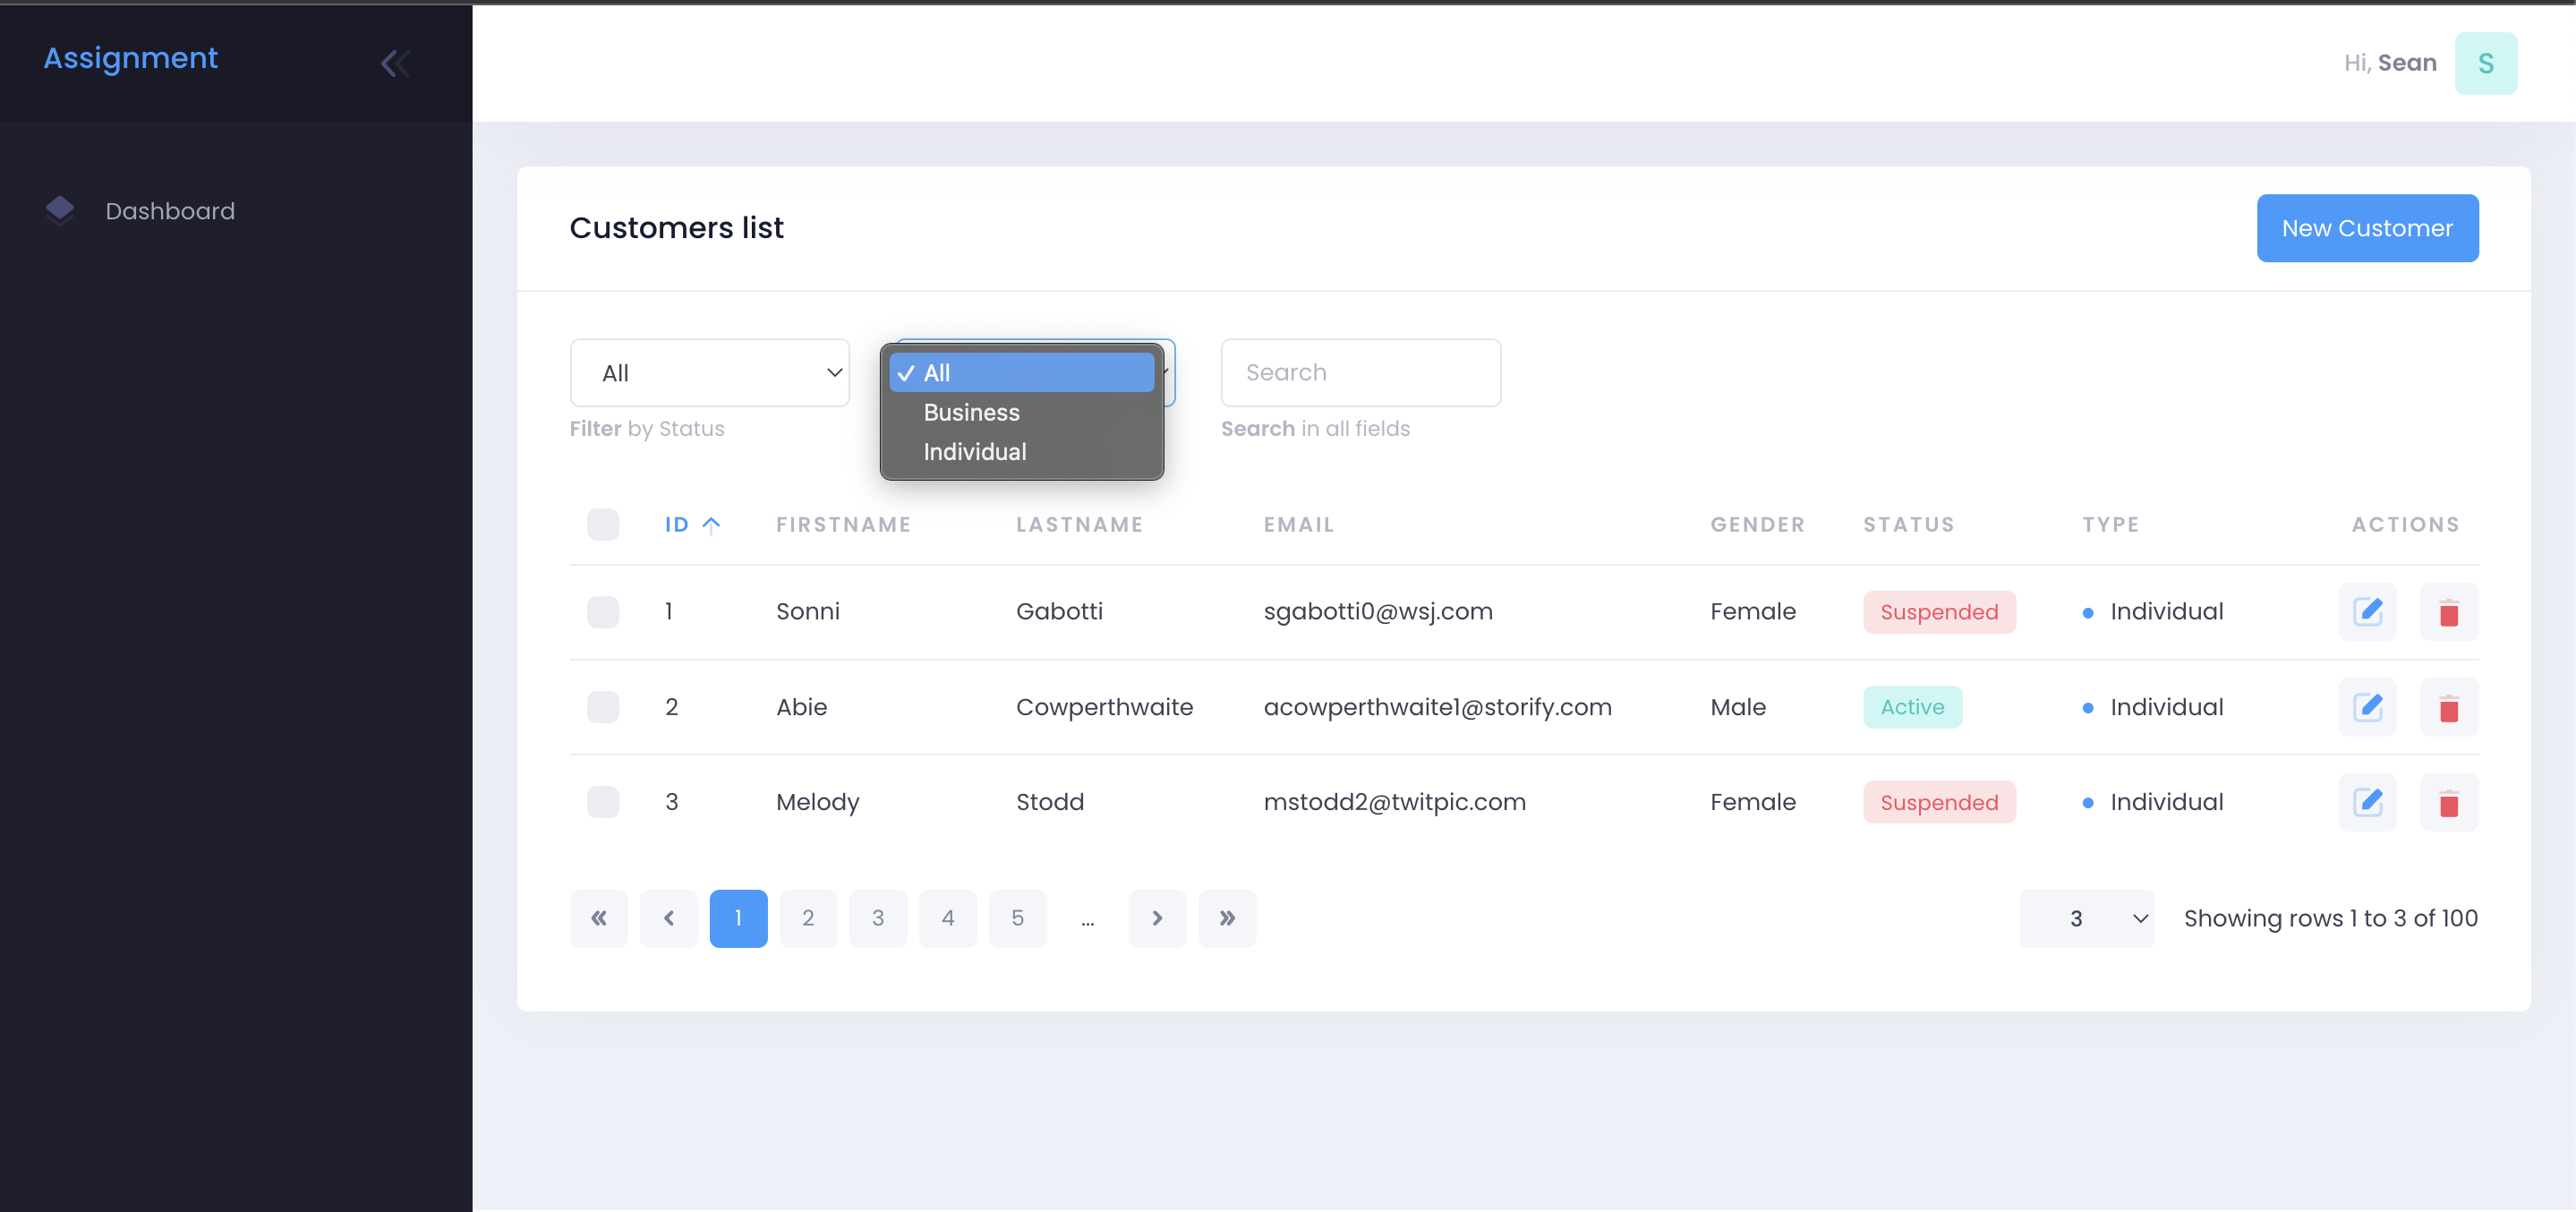 Assignment
Hi, Sean S
Dashboard
Customers list
New Customer
All
All
Business
Individual
Search
Filter by Status
Search in all fields
ID FIRSTNAME LASTNAME EMAIL GENDER STATUS TYPE ACTIONS
1 Sonni Gabotti sgabotti0@wsj.com Female Suspended Individual
2 Abie Cowperthwaite acowperthwaite1@storify.com Male Active Individual
3 Melody Stodd mstodd2@twitpic.com Female Suspended Individual
« ‹ 1 2 3 4 5 ... › » 3 Showing rows 1 to 3 of 100